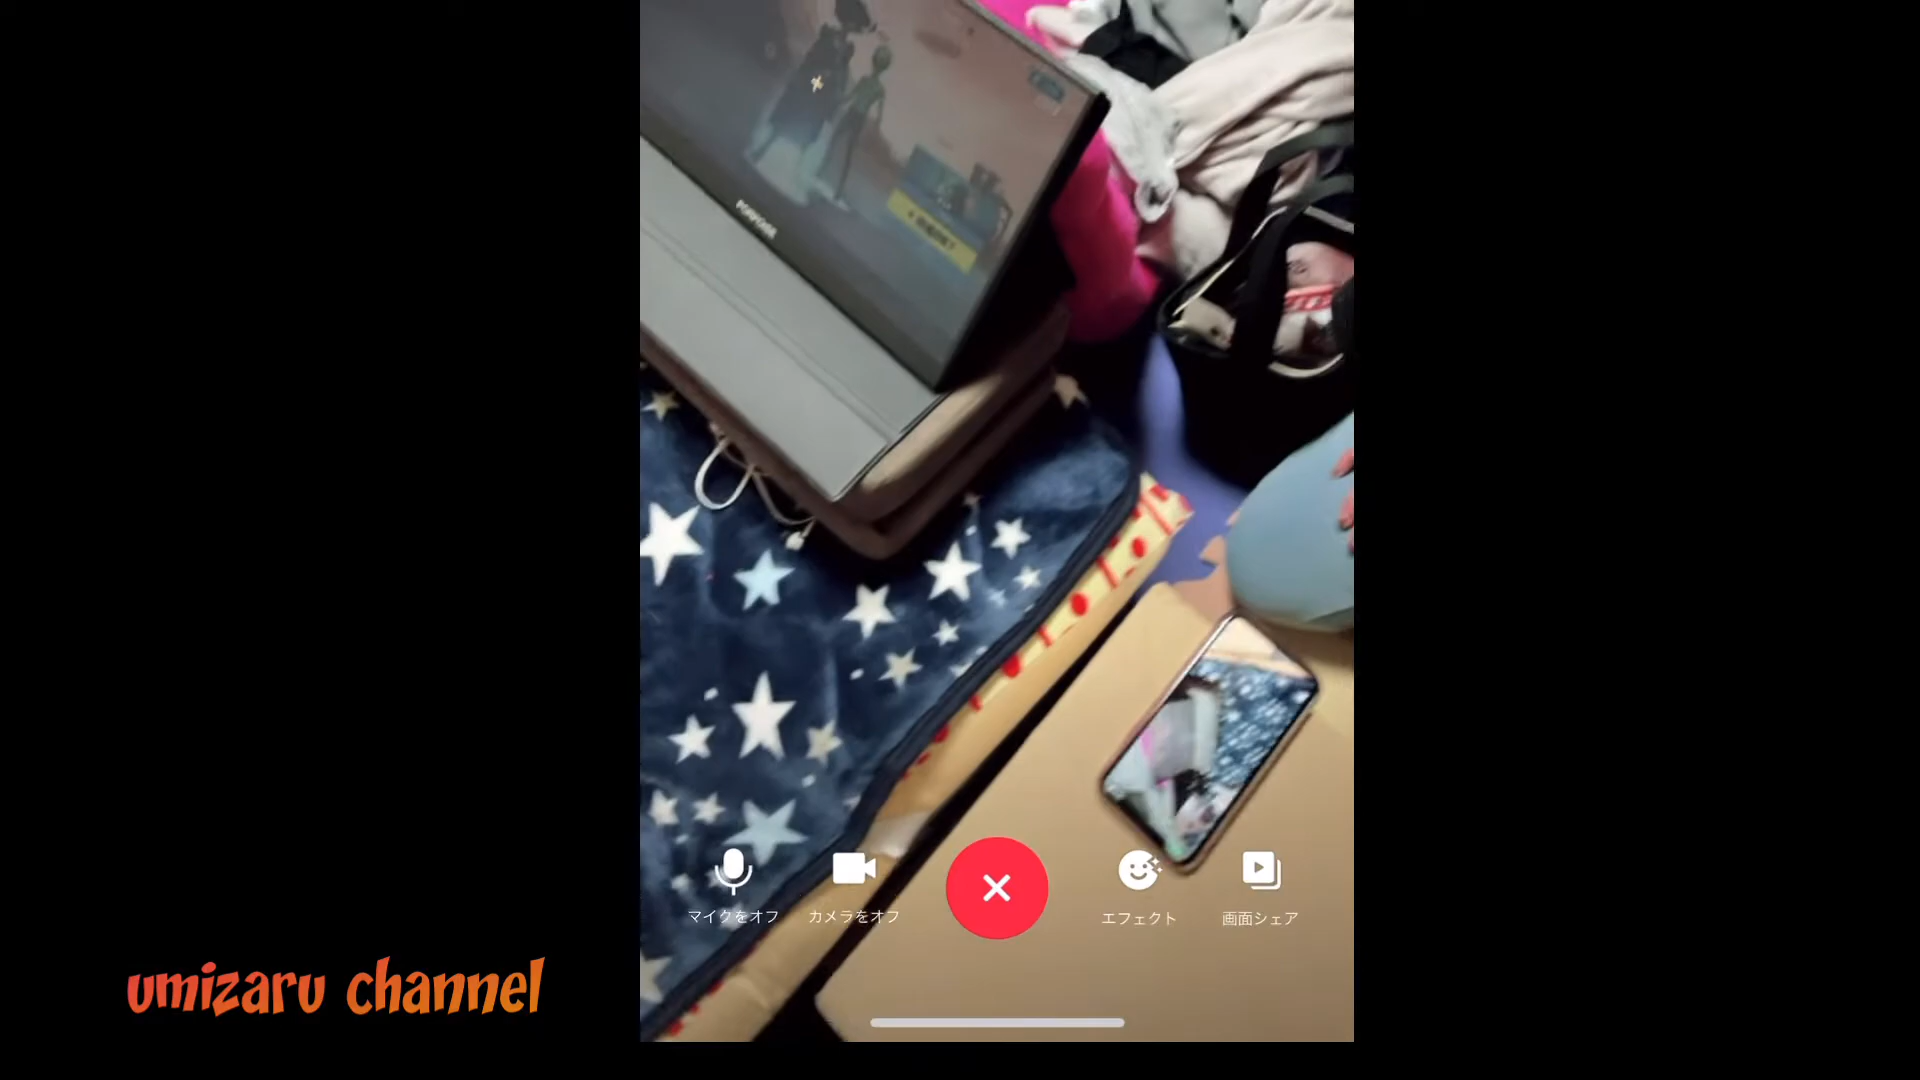 マイクをオフ
カメラをオフ
エフェクト
画面シェア
umizaru channel